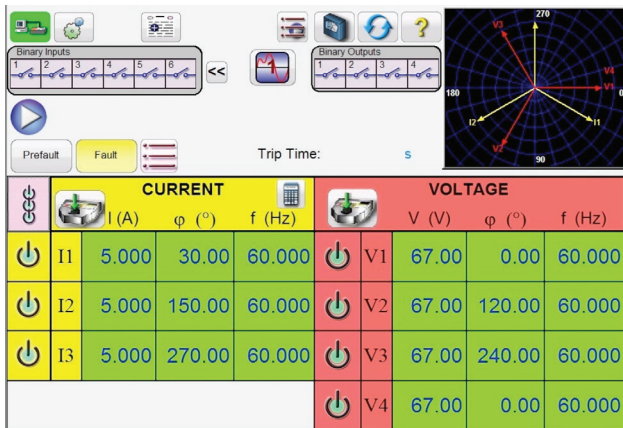 270
V3
V4
V1
180
0
I2
I1
V2
90
Binary Inputs
1 2 3 4 5 6
<<
Binary Outputs
1 2 3 4
?
Prefault
Fault
Trip Time:
s
CURRENT
VOLTAGE
I (A) φ (°) f (Hz)
V (V) φ (°) f (Hz)
I1 5.000 30.00 60.000 V1 67.00 0.00 60.000
I2 5.000 150.00 60.000 V2 67.00 120.00 60.000
I3 5.000 270.00 60.000 V3 67.00 240.00 60.000
V4 67.00 0.00 60.000